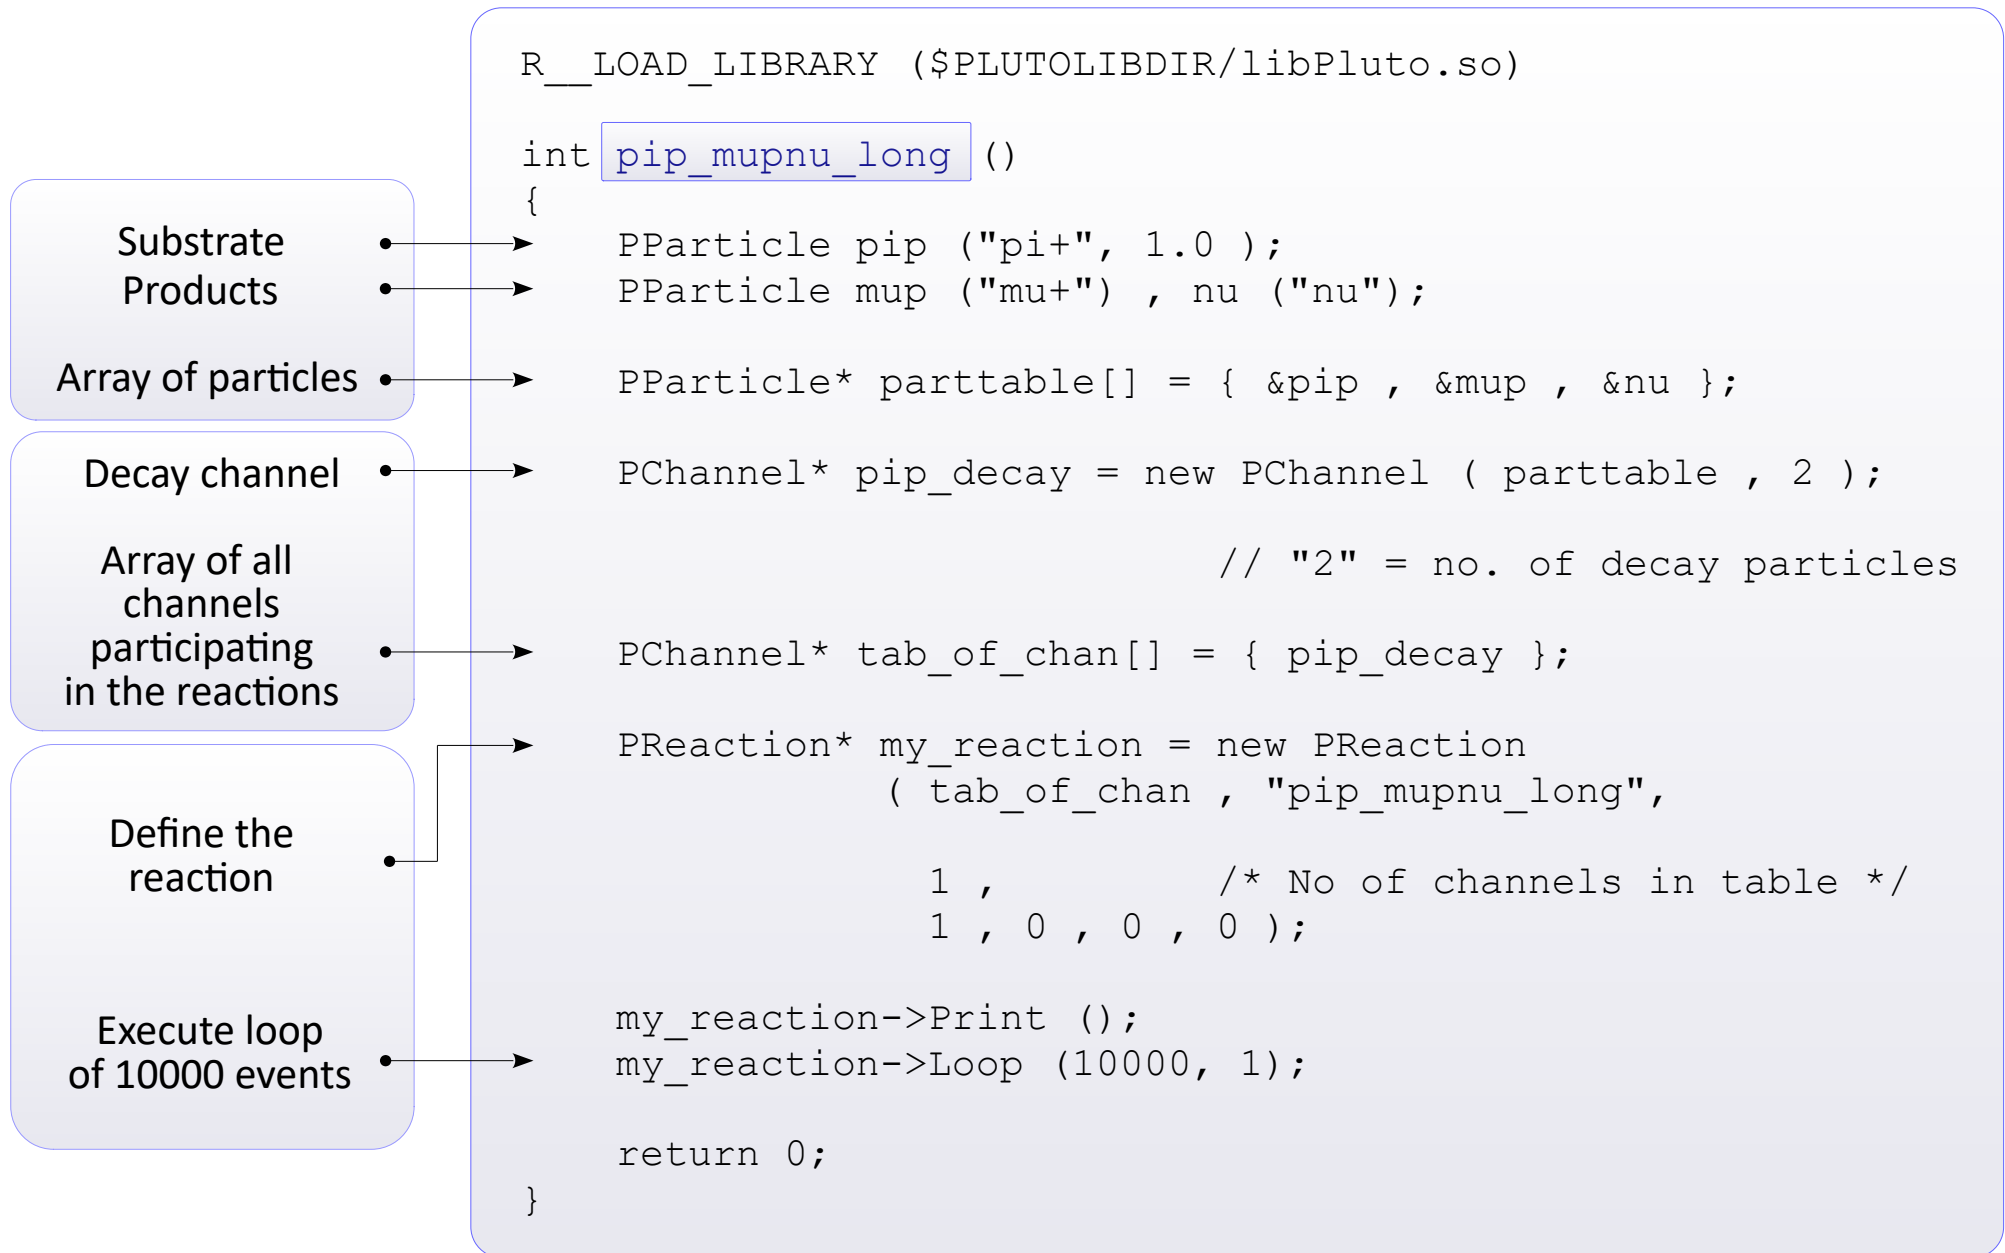 R__LOAD_LIBRARY ($PLUTOLIBDIR/libPluto.so)
int pip_mupnu_long ()
{
Substrate
PParticle pip ("pi+", 1.0 );
Products
PParticle mup ("mu+") , nu ("nu");
Array of particles
PParticle* parttable[] = { &pip , &mup , &nu };
Decay channel
PChannel* pip_decay = new PChannel ( parttable , 2 );
// "2" = no. of decay particles
Array of all
channels
participating
in the reactions
PChannel* tab_of_chan[] = { pip_decay };
Define the
reaction
PReaction* my_reaction = new PReaction
( tab_of_chan , "pip_mupnu_long",
1 , /* No of channels in table */
1 , 0 , 0 , 0 );
my_reaction->Print ();
Execute loop
of 10000 events
my_reaction->Loop (10000, 1);
return 0;
}